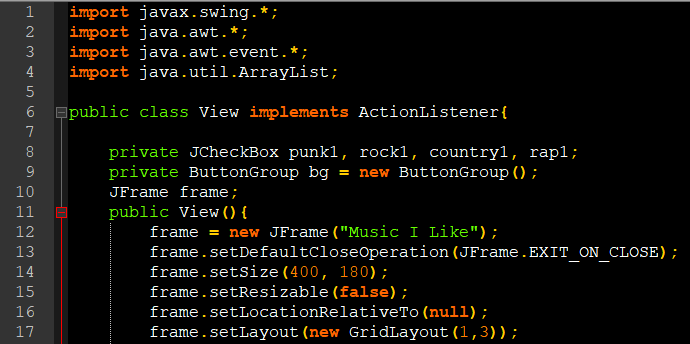 1 import javax.swing.*;
2 import java.awt.*;
3 import java.awt.event.*;
4 import java.util.ArrayList;
5
6 public class View implements ActionListener{
7
8 private JCheckBox punk1, rock1, country1, rap1;
9 private ButtonGroup bg = new ButtonGroup();
10 JFrame frame;
11 public View(){
12 frame = new JFrame("Music I Like");
13 frame.setDefaultCloseOperation(JFrame.EXIT_ON_CLOSE);
14 frame.setSize(400, 180);
15 frame.setResizable(false);
16 frame.setLocationRelativeTo(null);
17 frame.setLayout(new GridLayout(1,3));